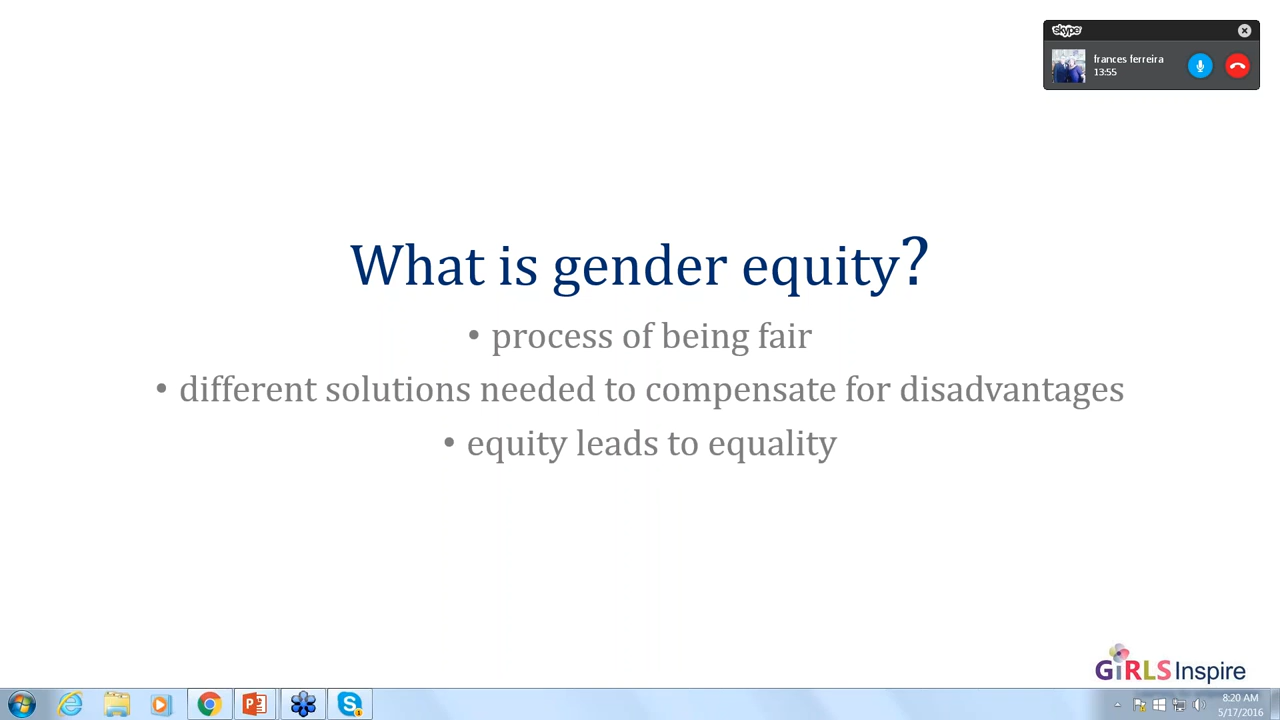 skype
frances ferreira
13:55
What is gender equity?
• process of being fair
• different solutions needed to compensate for disadvantages
• equity leads to equality
GiRLS Inspire
8:20 AM
5/17/2016